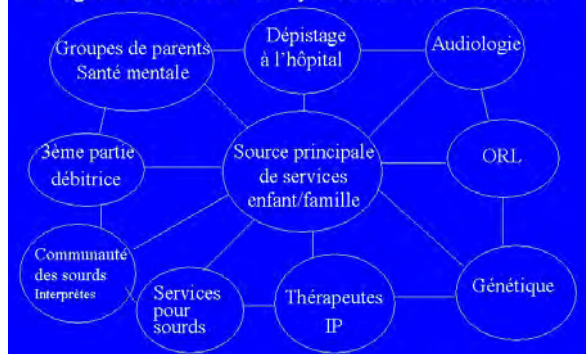 Groupes de parents
Santé mentale
Dépistage
à l'hôpital
Audiologie
3ème partie
débitrice
Source principale
de services
enfant/famille
ORL
Communauté
des sourds
Interprètes
Services
pour
sourds
Thérapeutes
IP
Génétique